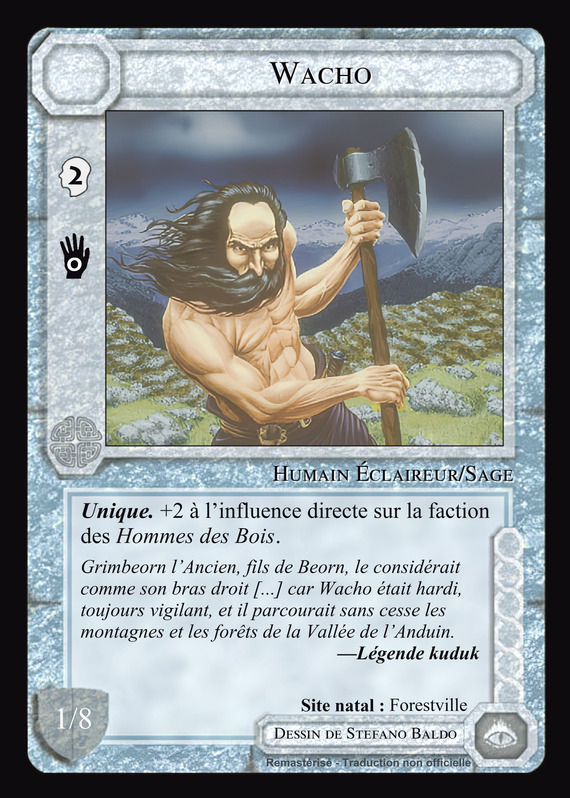 Wacho
2
Humain Éclaireur/Sage
Unique. +2 à l’influence directe sur la faction
des Hommes des Bois.
Grimbeorn l’Ancien, fils de Beorn, le considérait
comme son bras droit [...] car Wacho était hardi,
toujours vigilant, et il parcourait sans cesse les
montagnes et les forêts de la Vallée de l’Anduin.
—Légende kuduk
Site natal : Forestville
1/8
Dessin de Stefano Baldo
Remastérisé - Traduction non officielle